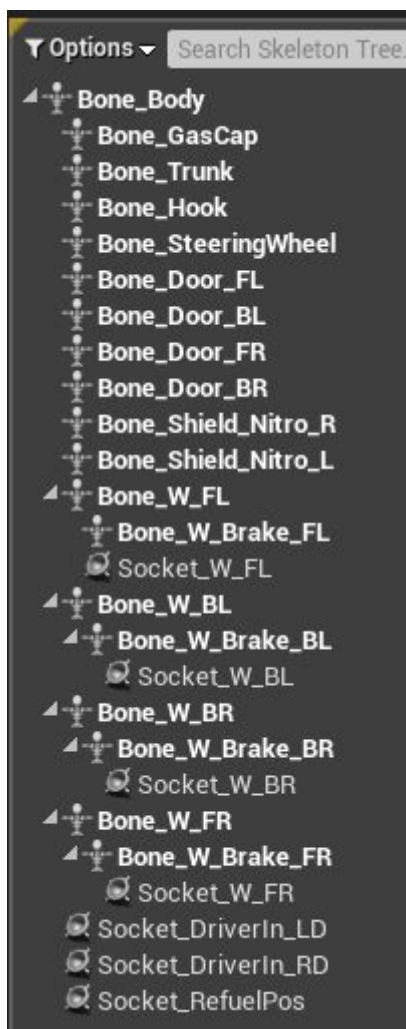 Options Search Skeleton Tree.
Bone_Body
Bone_GasCap
Bone_Trunk
Bone_Hook
Bone_SteeringWheel
Bone_Door_FL
Bone_Door_BL
Bone_Door_FR
Bone_Door_BR
Bone_Shield_Nitro_R
Bone_Shield_Nitro_L
Bone_W_FL
Bone_W_Brake_FL
Socket_W_FL
Bone_W_BL
Bone_W_Brake_BL
Socket_W_BL
Bone_W_BR
Bone_W_Brake_BR
Socket_W_BR
Bone_W_FR
Bone_W_Brake_FR
Socket_W_FR
Socket_DriverIn_LD
Socket_DriverIn_RD
Socket_RefuelPos